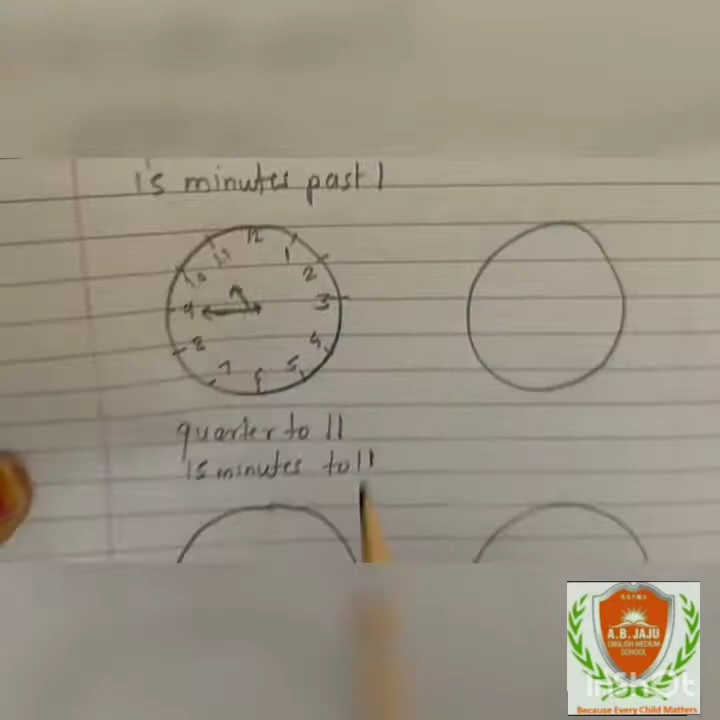 15 minutes past 1
12
11
1
10
2
9
3
8
4
7
5
6
quarter to 11
15 minutes to 11
A.B. JAJU
ENGLISH MEDIUM
SCHOOL
InShOt
Because Every Child Matters